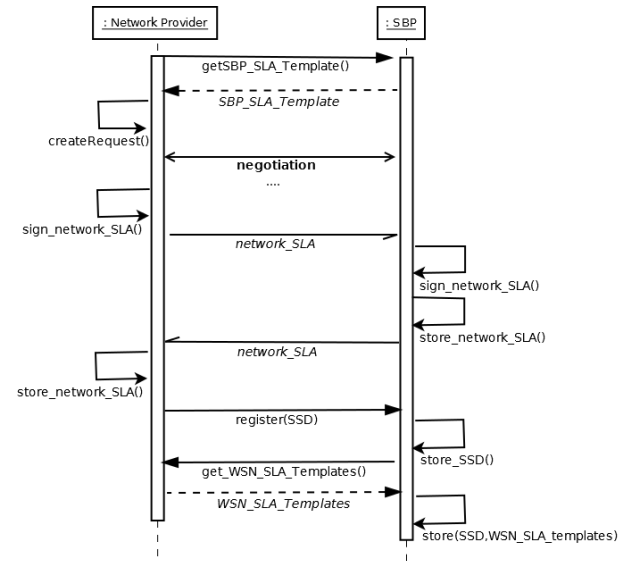 : Network Provider
: SBP
getSBP_SLA_Template()
SBP_SLA_Template
createRequest()
negotiation
....
sign_network_SLA()
network_SLA
sign_network_SLA()
store_network_SLA()
network_SLA
store_network_SLA()
register(SSD)
store_SSD()
get_WSN_SLA_Templates()
WSN_SLA_Templates
store(SSD,WSN_SLA_templates)